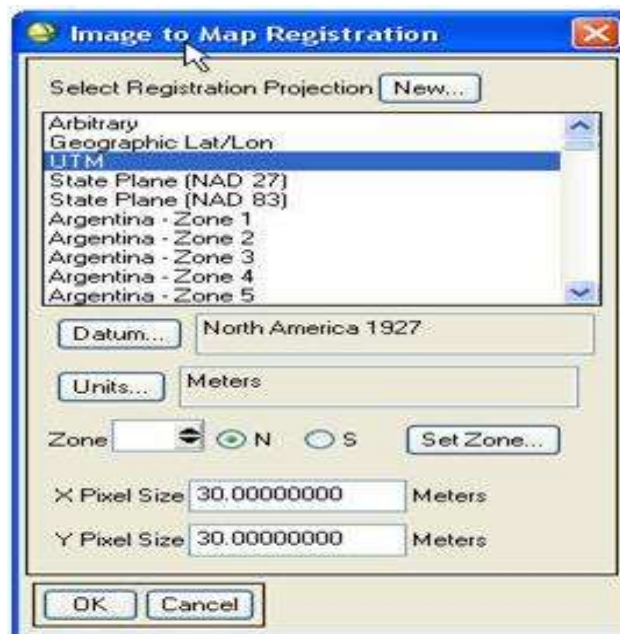 Image to Map Registration
Select Registration Projection New...
Arbitrary
Geographic Lat/Lon
UTM
State Plane (NAD 27)
State Plane (NAD 83)
Argentina - Zone 1
Argentina - Zone 2
Argentina - Zone 3
Argentina - Zone 4
Argentina - Zone 5
Datum... North America 1927
Units... Meters
Zone N S Set Zone...
X Pixel Size 30.00000000 Meters
Y Pixel Size 30.00000000 Meters
OK Cancel